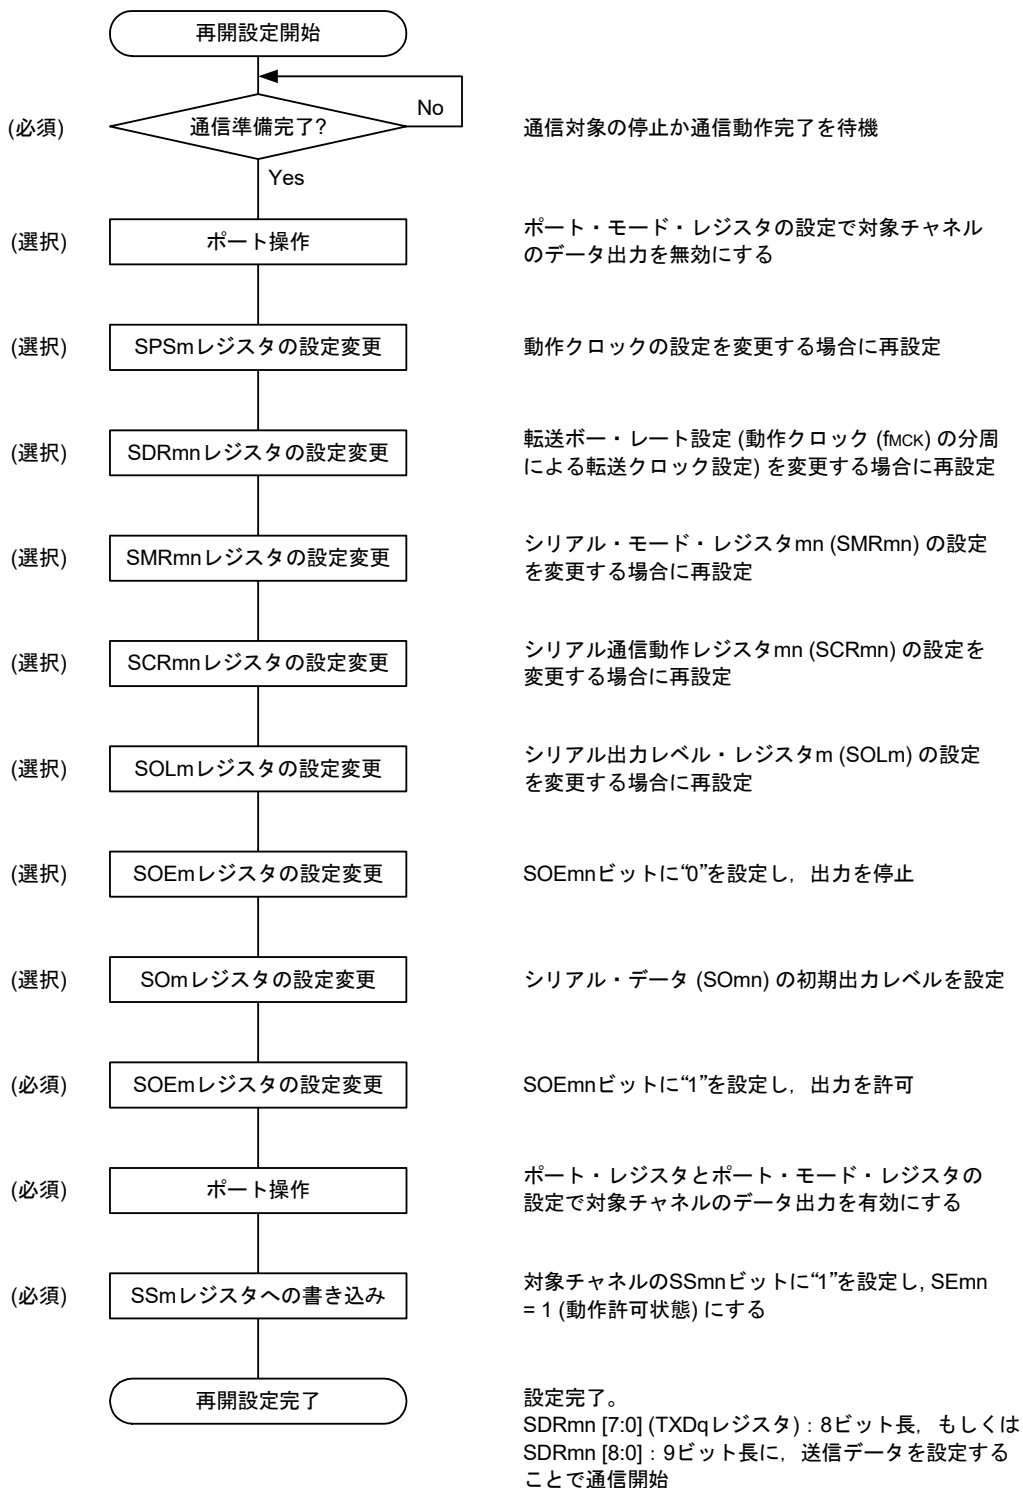 再開設定開始
No
(必須)
通信準備完了?
通信対象の停止か通信動作完了を待機
Yes
(選択)
ポート操作
ポート・モード・レジスタの設定で対象チャネル
のデータ出力を無効にする
(選択)
SPSmレジスタの設定変更
動作クロックの設定を変更する場合に再設定
(選択)
SDRmnレジスタの設定変更
転送ボー・レート設定 (動作クロック (fMCK) の分周
による転送クロック設定) を変更する場合に再設定
(選択)
SMRmnレジスタの設定変更
シリアル・モード・レジスタmn (SMRmn) の設定
を変更する場合に再設定
(選択)
SCRmnレジスタの設定変更
シリアル通信動作レジスタmn (SCRmn) の設定を
変更する場合に再設定
(選択)
SOLmレジスタの設定変更
シリアル出力レベル・レジスタm (SOLm) の設定
を変更する場合に再設定
(選択)
SOEmレジスタの設定変更
SOEmnビットに“0”を設定し，出力を停止
(選択)
SOmレジスタの設定変更
シリアル・データ (SOmn) の初期出力レベルを設定
(必須)
SOEmレジスタの設定変更
SOEmnビットに“1”を設定し，出力を許可
(必須)
ポート操作
ポート・レジスタとポート・モード・レジスタの
設定で対象チャネルのデータ出力を有効にする
(必須)
SSmレジスタへの書き込み
対象チャネルのSSmnビットに“1”を設定し, SEmn
= 1 (動作許可状態) にする
再開設定完了
設定完了。
SDRmn [7:0] (TXDqレジスタ) : 8ビット長，もしくは
SDRmn [8:0] : 9ビット長に，送信データを設定する
ことで通信開始